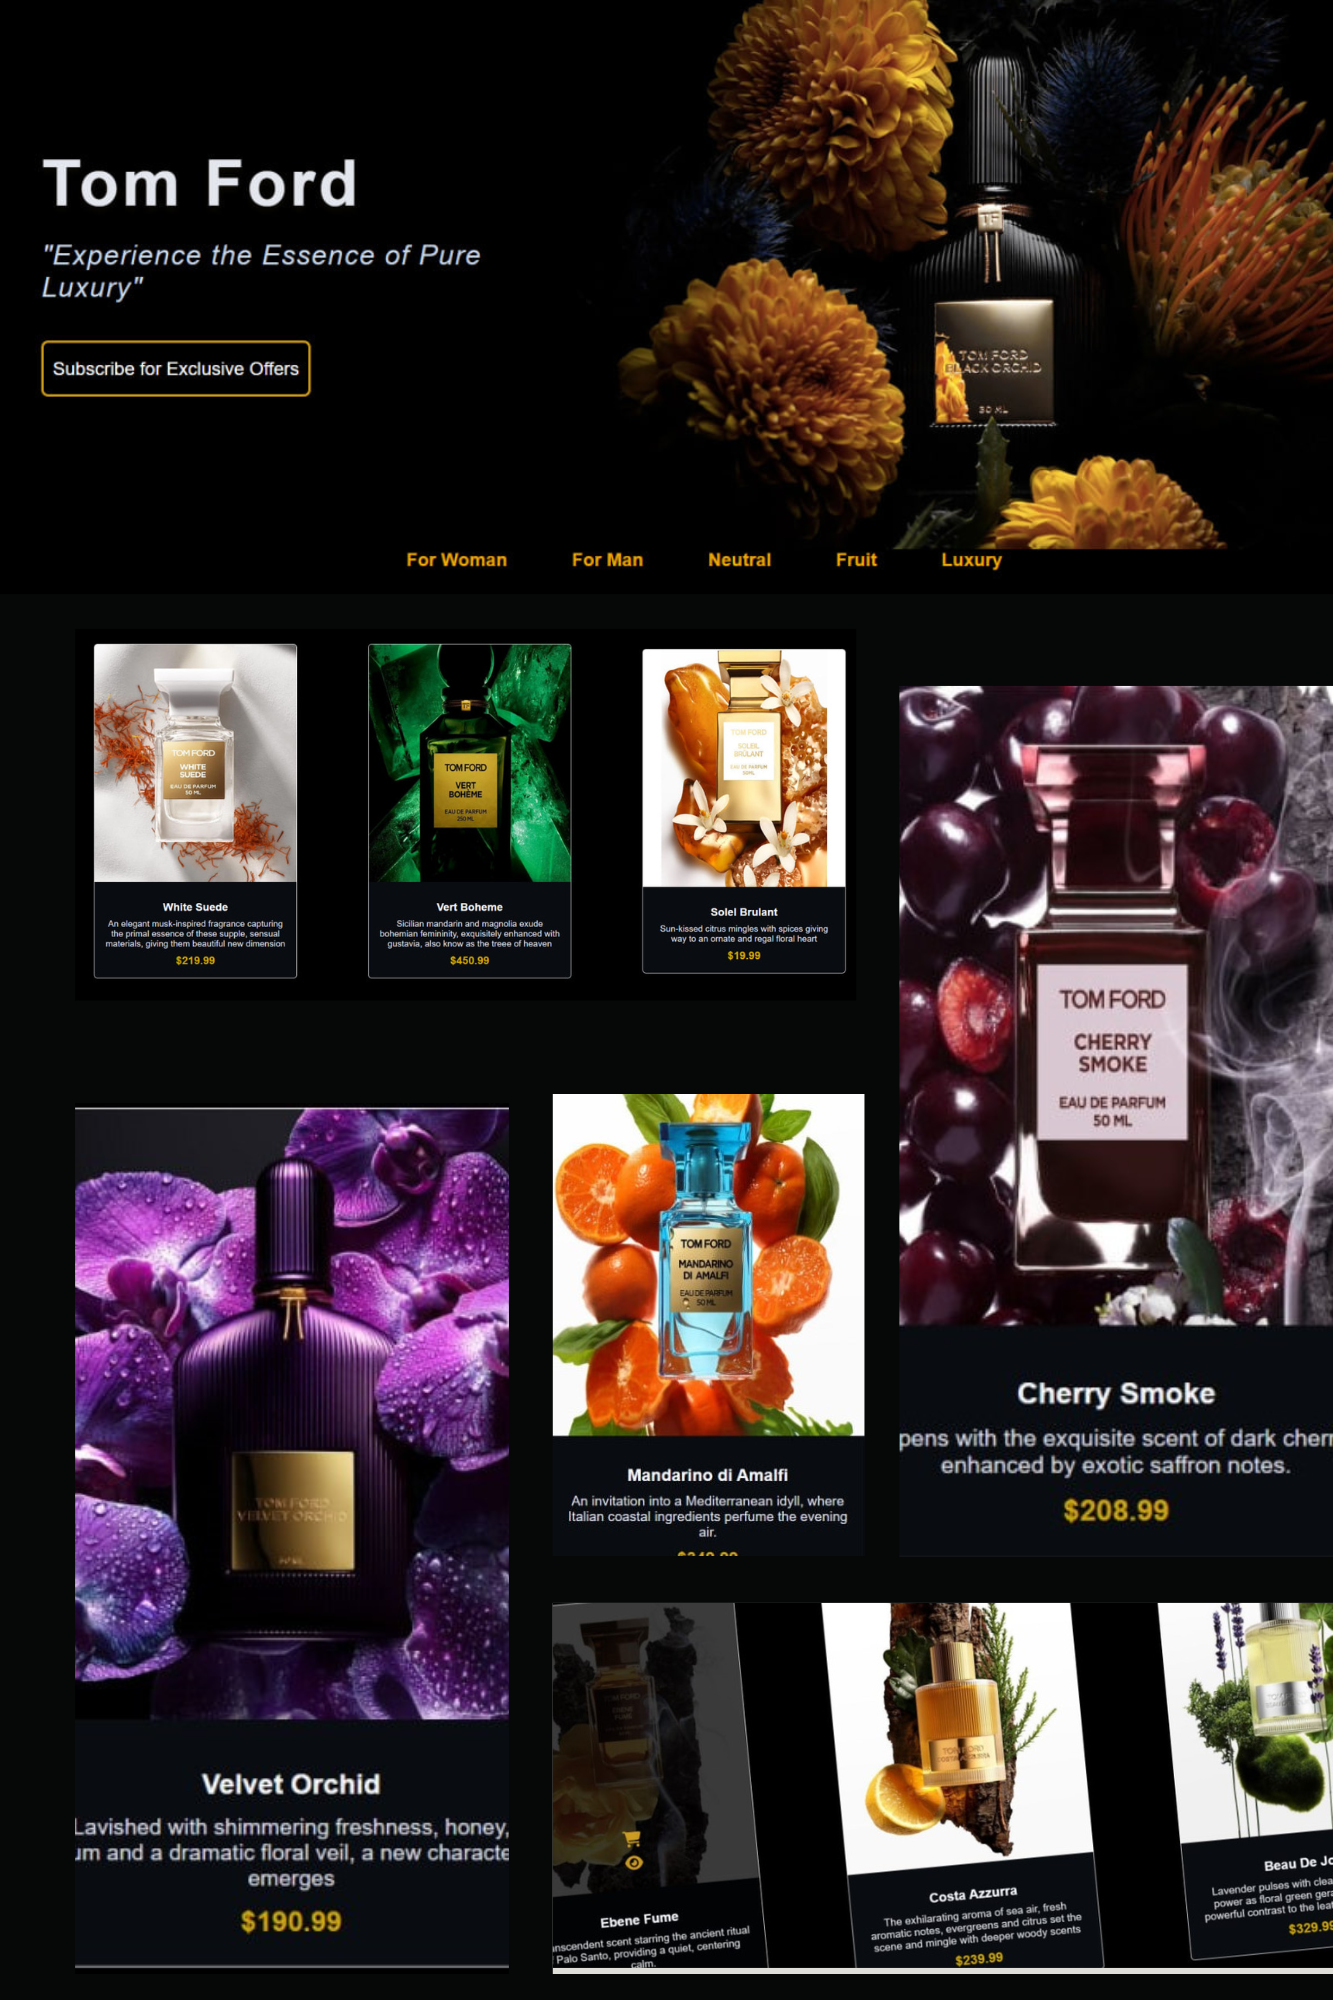 Tom Ford
"Experience the Essence of Pure
Luxury"
Subscribe for Exclusive Offers
TF
TOM FORD
BLACK ORCHID
30 ML
For Woman
For Man
Neutral
Fruit
Luxury
TOM FORD
WHITE
SUEDE
EAU DE PARFUM
50 ML
White Suede
An elegant musk-inspired fragrance capturing
the primal essence of these supple, sensual
materials, giving them beautiful new dimension
$219.99
TOM FORD
VERT
BOHÈME
EAU DE PARFUM
250 ML
Vert Boheme
Sicilian mandarin and magnolia exude
bohemian femininity, exquisitely enhanced with
gustavia, also know as the treee of heaven
$450.99
TOM FORD
SOLEIL
BRÛLANT
EAU DE PARFUM
50 ML
Solel Brulant
Sun-kissed citrus mingles with spices giving
way to an ornate and regal floral heart
$19.99
TOM FORD
CHERRY
SMOKE
EAU DE PARFUM
50 ML
Cherry Smoke
pens with the exquisite scent of dark cherr
enhanced by exotic saffron notes.
$208.99
TOM FORD
VELVET ORCHID
Velvet Orchid
Lavished with shimmering freshness, honey,
um and a dramatic floral veil, a new characte
emerges
$190.99
TOM FORD
MANDARINO
DI AMALFI
EAU DE PARFUM
50 ML
Mandarino di Amalfi
An invitation into a Mediterranean idyll, where
Italian coastal ingredients perfume the evening
air.
TOM FORD
Ebene Fume
nscendent scent starring the ancient ritual
Palo Santo, providing a quiet, centering
calm.
TOM FORD
COSTA AZZURRA
Costa Azzurra
The exhilarating aroma of sea air, fresh
aromatic notes, evergreens and citrus set the
scene and mingle with deeper woody scents
$239.99
Beau De Jo
Lavender pulses with clea
power as floral green gera
powerful contrast to the leat
$329.99